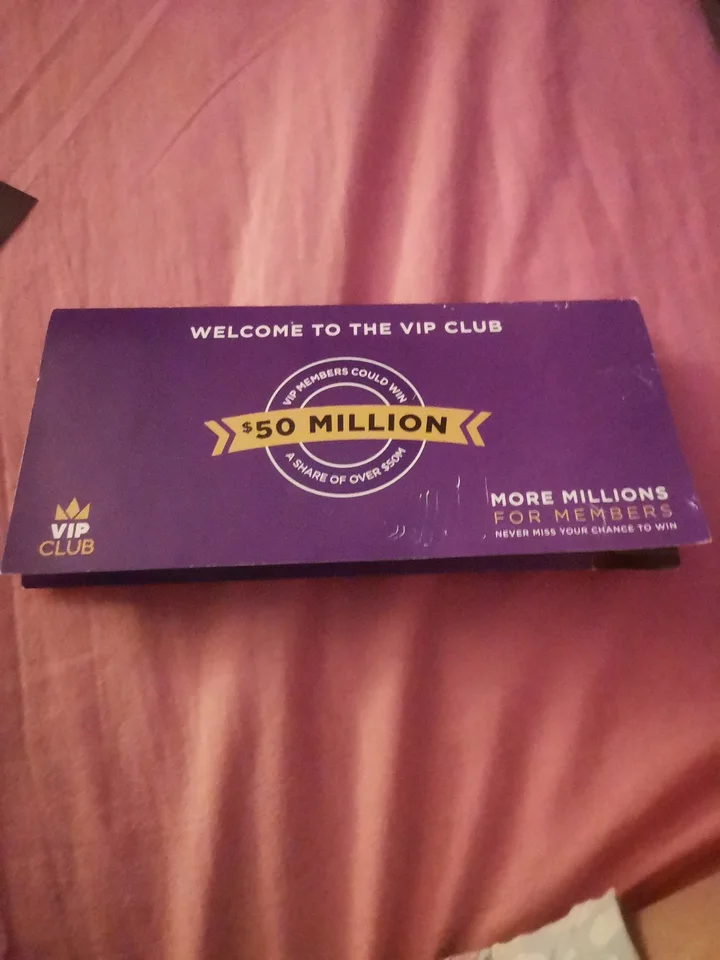 WELCOME TO THE VIP CLUB
VIP MEMBERS COULD WIN
$50 MILLION
A SHARE OF OVER $50M
VIP
CLUB
MORE MILLIONS
FOR MEMBERS
NEVER MISS YOUR CHANCE TO WIN